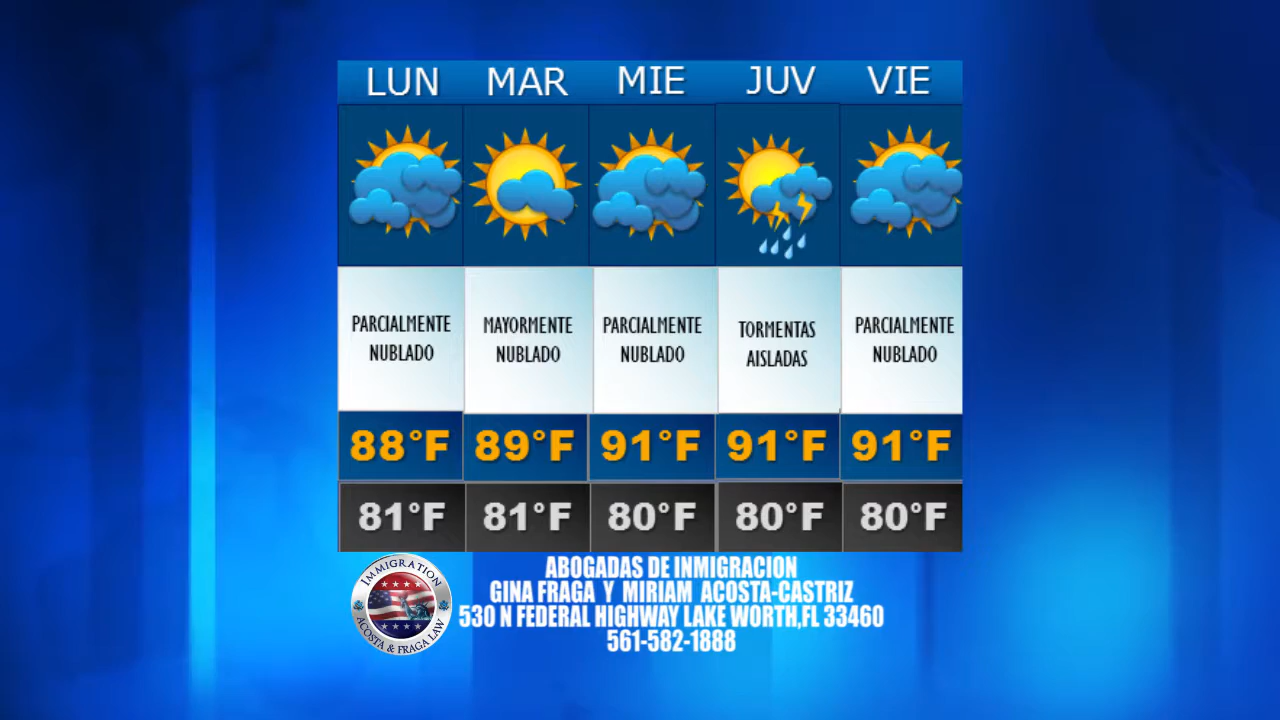 LUN MAR MIE JUV VIE
PARCIALMENTE MAYORMENTE PARCIALMENTE TORMENTAS PARCIALMENTE
NUBLADO NUBLADO NUBLADO AISLADAS NUBLADO
88°F 89°F 91°F 91°F 91°F
81°F 81°F 80°F 80°F 80°F
IMMIGRATION
ACOSTA & FRAGA LAW
ABOGADAS DE INMIGRACION
GINA FRAGA Y MIRIAM ACOSTA-CASTRIZ
530 N FEDERAL HIGHWAY LAKE WORTH,FL 33460
561-582-1888